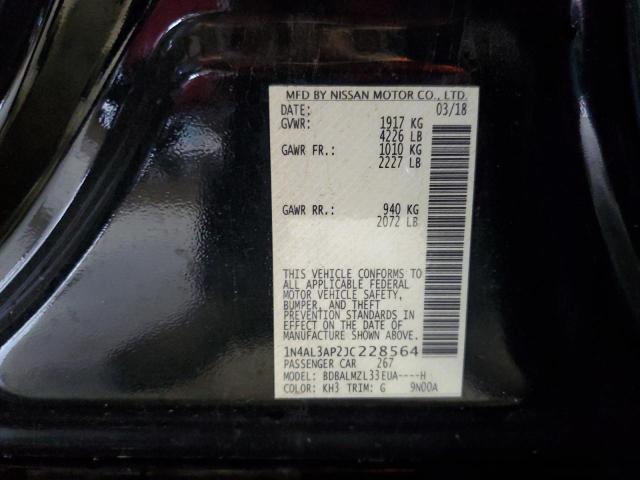 MFD BY NISSAN MOTOR CO., LTD.
DATE: 03/18
GVWR: 1917 KG
4226 LB
GAWR FR.: 1010 KG
2227 LB
GAWR RR.: 940 KG
2072 LB
THIS VEHICLE CONFORMS TO
ALL APPLICABLE FEDERAL
MOTOR VEHICLE SAFETY,
BUMPER, AND THEFT
PREVENTION STANDARDS IN
EFFECT ON THE DATE OF
MANUFACTURE SHOWN ABOVE.
1N4AL3AP2JC228564
PASSENGER CAR 267
MODEL: BDBALMZL33EUA----H
COLOR: KH3 TRIM: G 9N00A